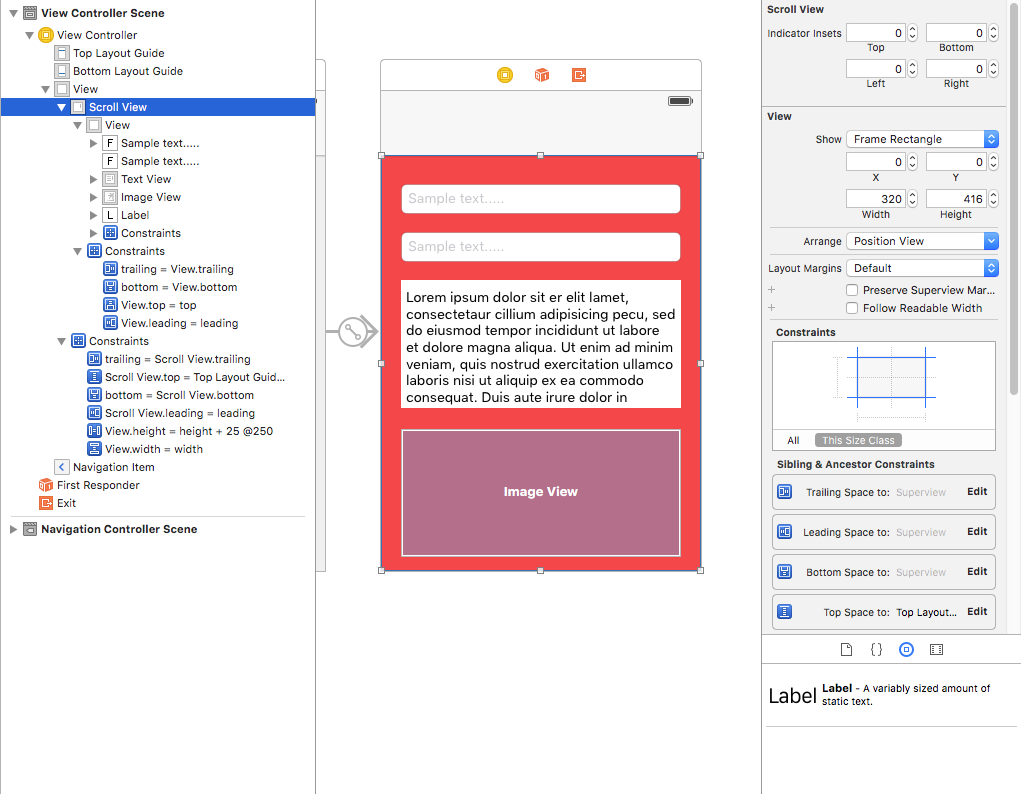 View Controller Scene
View Controller
Top Layout Guide
Bottom Layout Guide
View
Scroll View
View
F Sample text.....
F Sample text.....
Text View
Image View
L Label
Constraints
Constraints
trailing = View.trailing
bottom = View.bottom
View.top = top
View.leading = leading
Constraints
trailing = Scroll View.trailing
Scroll View.top = Top Layout Guid...
bottom = Scroll View.bottom
Scroll View.leading = leading
View.height = height + 25 @250
View.width = width
Navigation Item
First Responder
Exit
Navigation Controller Scene
Sample text.....
Sample text.....
Lorem ipsum dolor sit er elit lamet,
consectetaur cillium adipisicing pecu, sed
do eiusmod tempor incididunt ut labore
et dolore magna aliqua. Ut enim ad minim
veniam, quis nostrud exercitation ullamco
laboris nisi ut aliquip ex ea commodo
consequat. Duis aute irure dolor in
Image View
Scroll View
Indicator Insets 0 0
Top Bottom
0 0
Left Right
View
Show Frame Rectangle
0 0
X Y
320 416
Width Height
Arrange Position View
Layout Margins Default
+ Preserve Superview Mar...
+ Follow Readable Width
Constraints
All This Size Class
Sibling & Ancestor Constraints
Trailing Space to: Superview Edit
Leading Space to: Superview Edit
Bottom Space to: Superview Edit
Top Space to: Top Layout... Edit
{ }
Label Label - A variably sized amount of
static text.